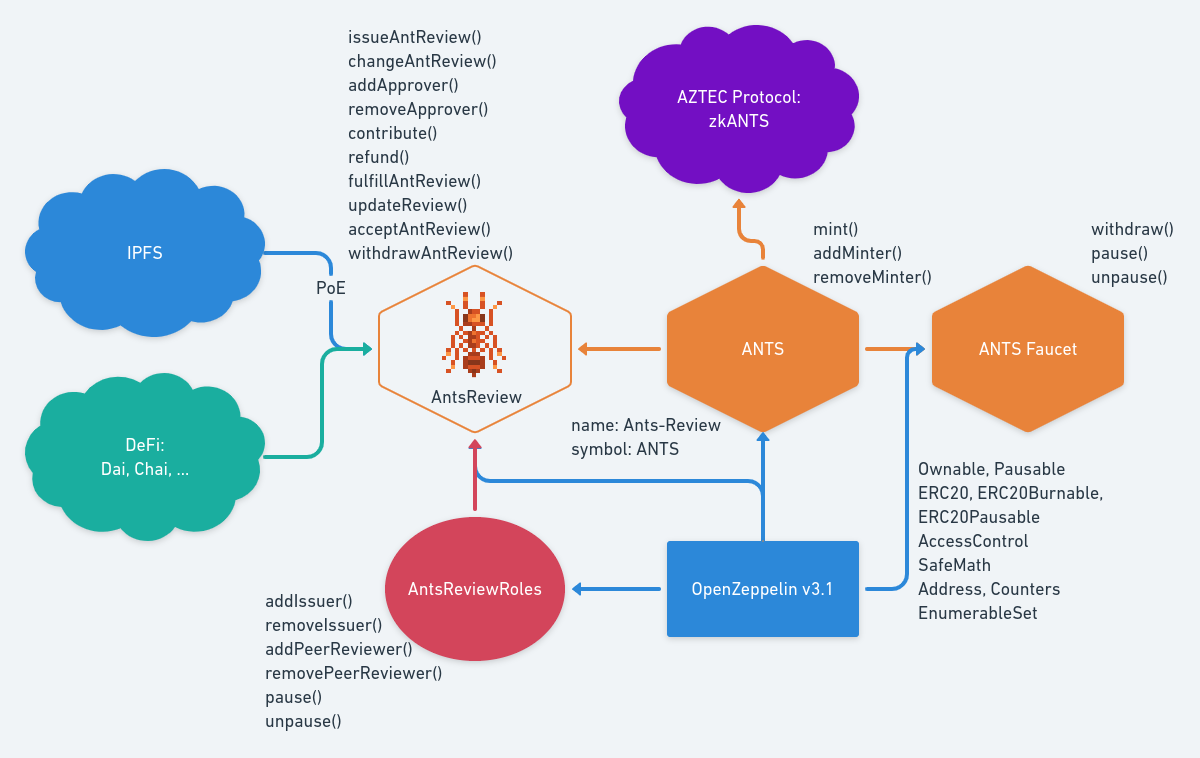 issueAntReview()
changeAntReview()
addApprover()
removeApprover()
contribute()
refund()
fulfillAntReview()
updateReview()
acceptAntReview()
withdrawAntReview()
AZTEC Protocol:
zkANTS
IPFS
PoE
mint()
addMinter()
removeMinter()
withdraw()
pause()
unpause()
AntsReview
ANTS
ANTS Faucet
DeFi:
Dai, Chai, ...
name: Ants-Review
symbol: ANTS
Ownable, Pausable
ERC20, ERC20Burnable,
ERC20Pausable
AccessControl
SafeMath
Address, Counters
EnumerableSet
AntsReviewRoles
OpenZeppelin v3.1
addIssuer()
removeIssuer()
addPeerReviewer()
removePeerReviewer()
pause()
unpause()